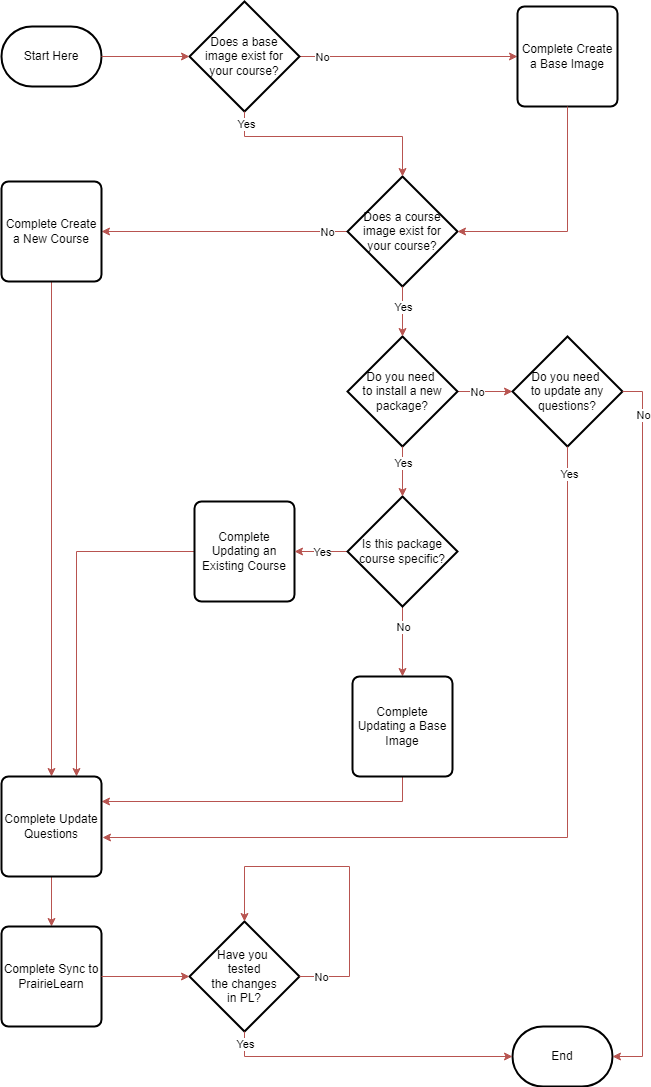 Start Here
Does a base
image exist for
your course?
No
Complete Create
a Base Image
Yes
Complete Create
a New Course
No
Does a course
image exist for
your course?
Yes
Do you need
to install a new
package?
No
Do you need
to update any
questions?
No
Yes
Yes
Complete
Updating an
Existing Course
Yes
Is this package
course specific?
No
Complete
Updating a Base
Image
Complete Update
Questions
Complete Sync to
PrairieLearn
Have you
tested
the changes
in PL?
No
Yes
End